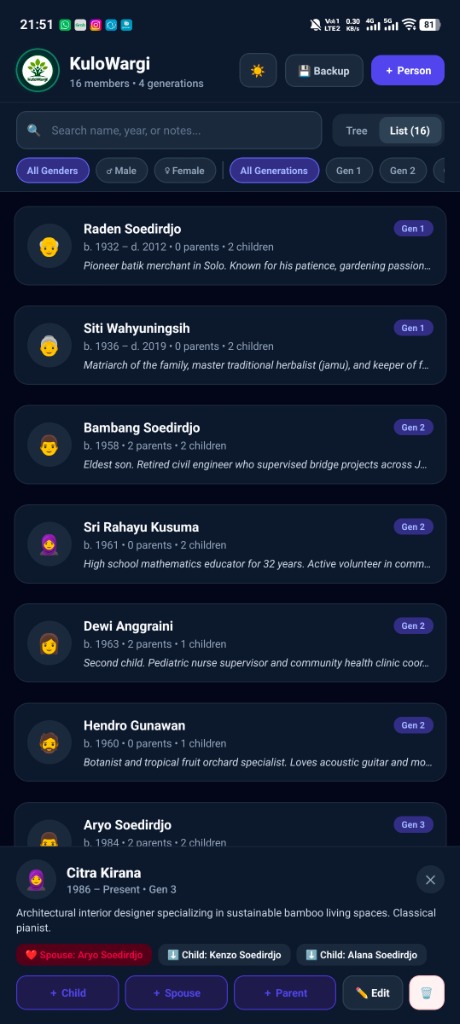 21:51
Vo1 1
LTE2
0.30
KB/s
4G
5G
81
KuloWargi
KuloWargi
16 members • 4 generations
Backup
+ Person
Search name, year, or notes...
Tree
List (16)
All Genders
♂ Male
♀ Female
All Generations
Gen 1
Gen 2
Raden Soedirdjo
Gen 1
b. 1932 – d. 2012 • 0 parents • 2 children
Pioneer batik merchant in Solo. Known for his patience, gardening passion...
Siti Wahyuningsih
Gen 1
b. 1936 – d. 2019 • 0 parents • 2 children
Matriarch of the family, master traditional herbalist (jamu), and keeper of f...
Bambang Soedirdjo
Gen 2
b. 1958 • 2 parents • 2 children
Eldest son. Retired civil engineer who supervised bridge projects across J...
Sri Rahayu Kusuma
Gen 2
b. 1961 • 0 parents • 2 children
High school mathematics educator for 32 years. Active volunteer in comm...
Dewi Anggraini
Gen 2
b. 1963 • 2 parents • 1 children
Second child. Pediatric nurse supervisor and community health clinic coor...
Hendro Gunawan
Gen 2
b. 1960 • 0 parents • 1 children
Botanist and tropical fruit orchard specialist. Loves acoustic guitar and mo...
Aryo Soedirdjo
Gen 3
b. 1984 • 2 parents • 2 children
Citra Kirana
1986 – Present • Gen 3
Architectural interior designer specializing in sustainable bamboo living spaces. Classical
pianist.
Spouse: Aryo Soedirdjo
Child: Kenzo Soedirdjo
Child: Alana Soedirdjo
+ Child
+ Spouse
+ Parent
Edit